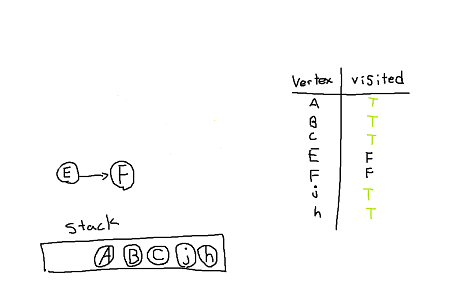 Vertex visited
A T
B T
C T
E F
F F
j T
h T
E F
Stack
A B C j h